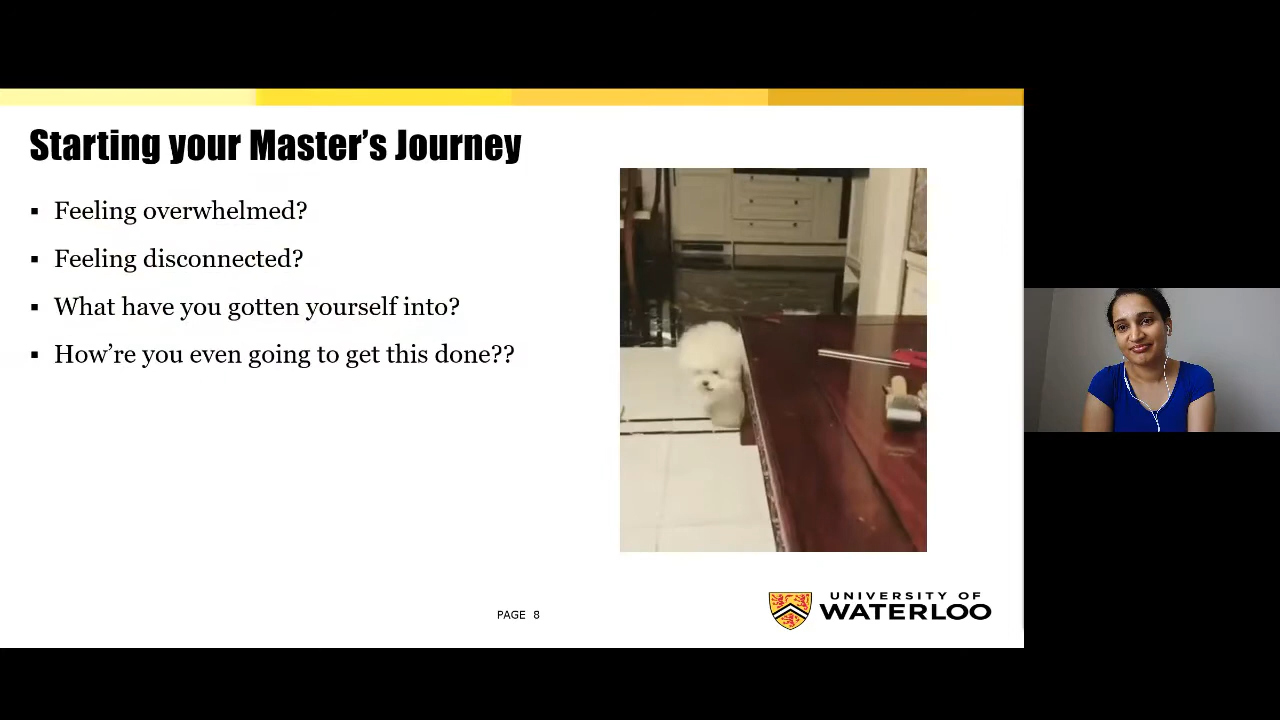 Starting your Master’s Journey
▪ Feeling overwhelmed?
▪ Feeling disconnected?
▪ What have you gotten yourself into?
▪ How’re you even going to get this done??
PAGE 8
UNIVERSITY OF
WATERLOO